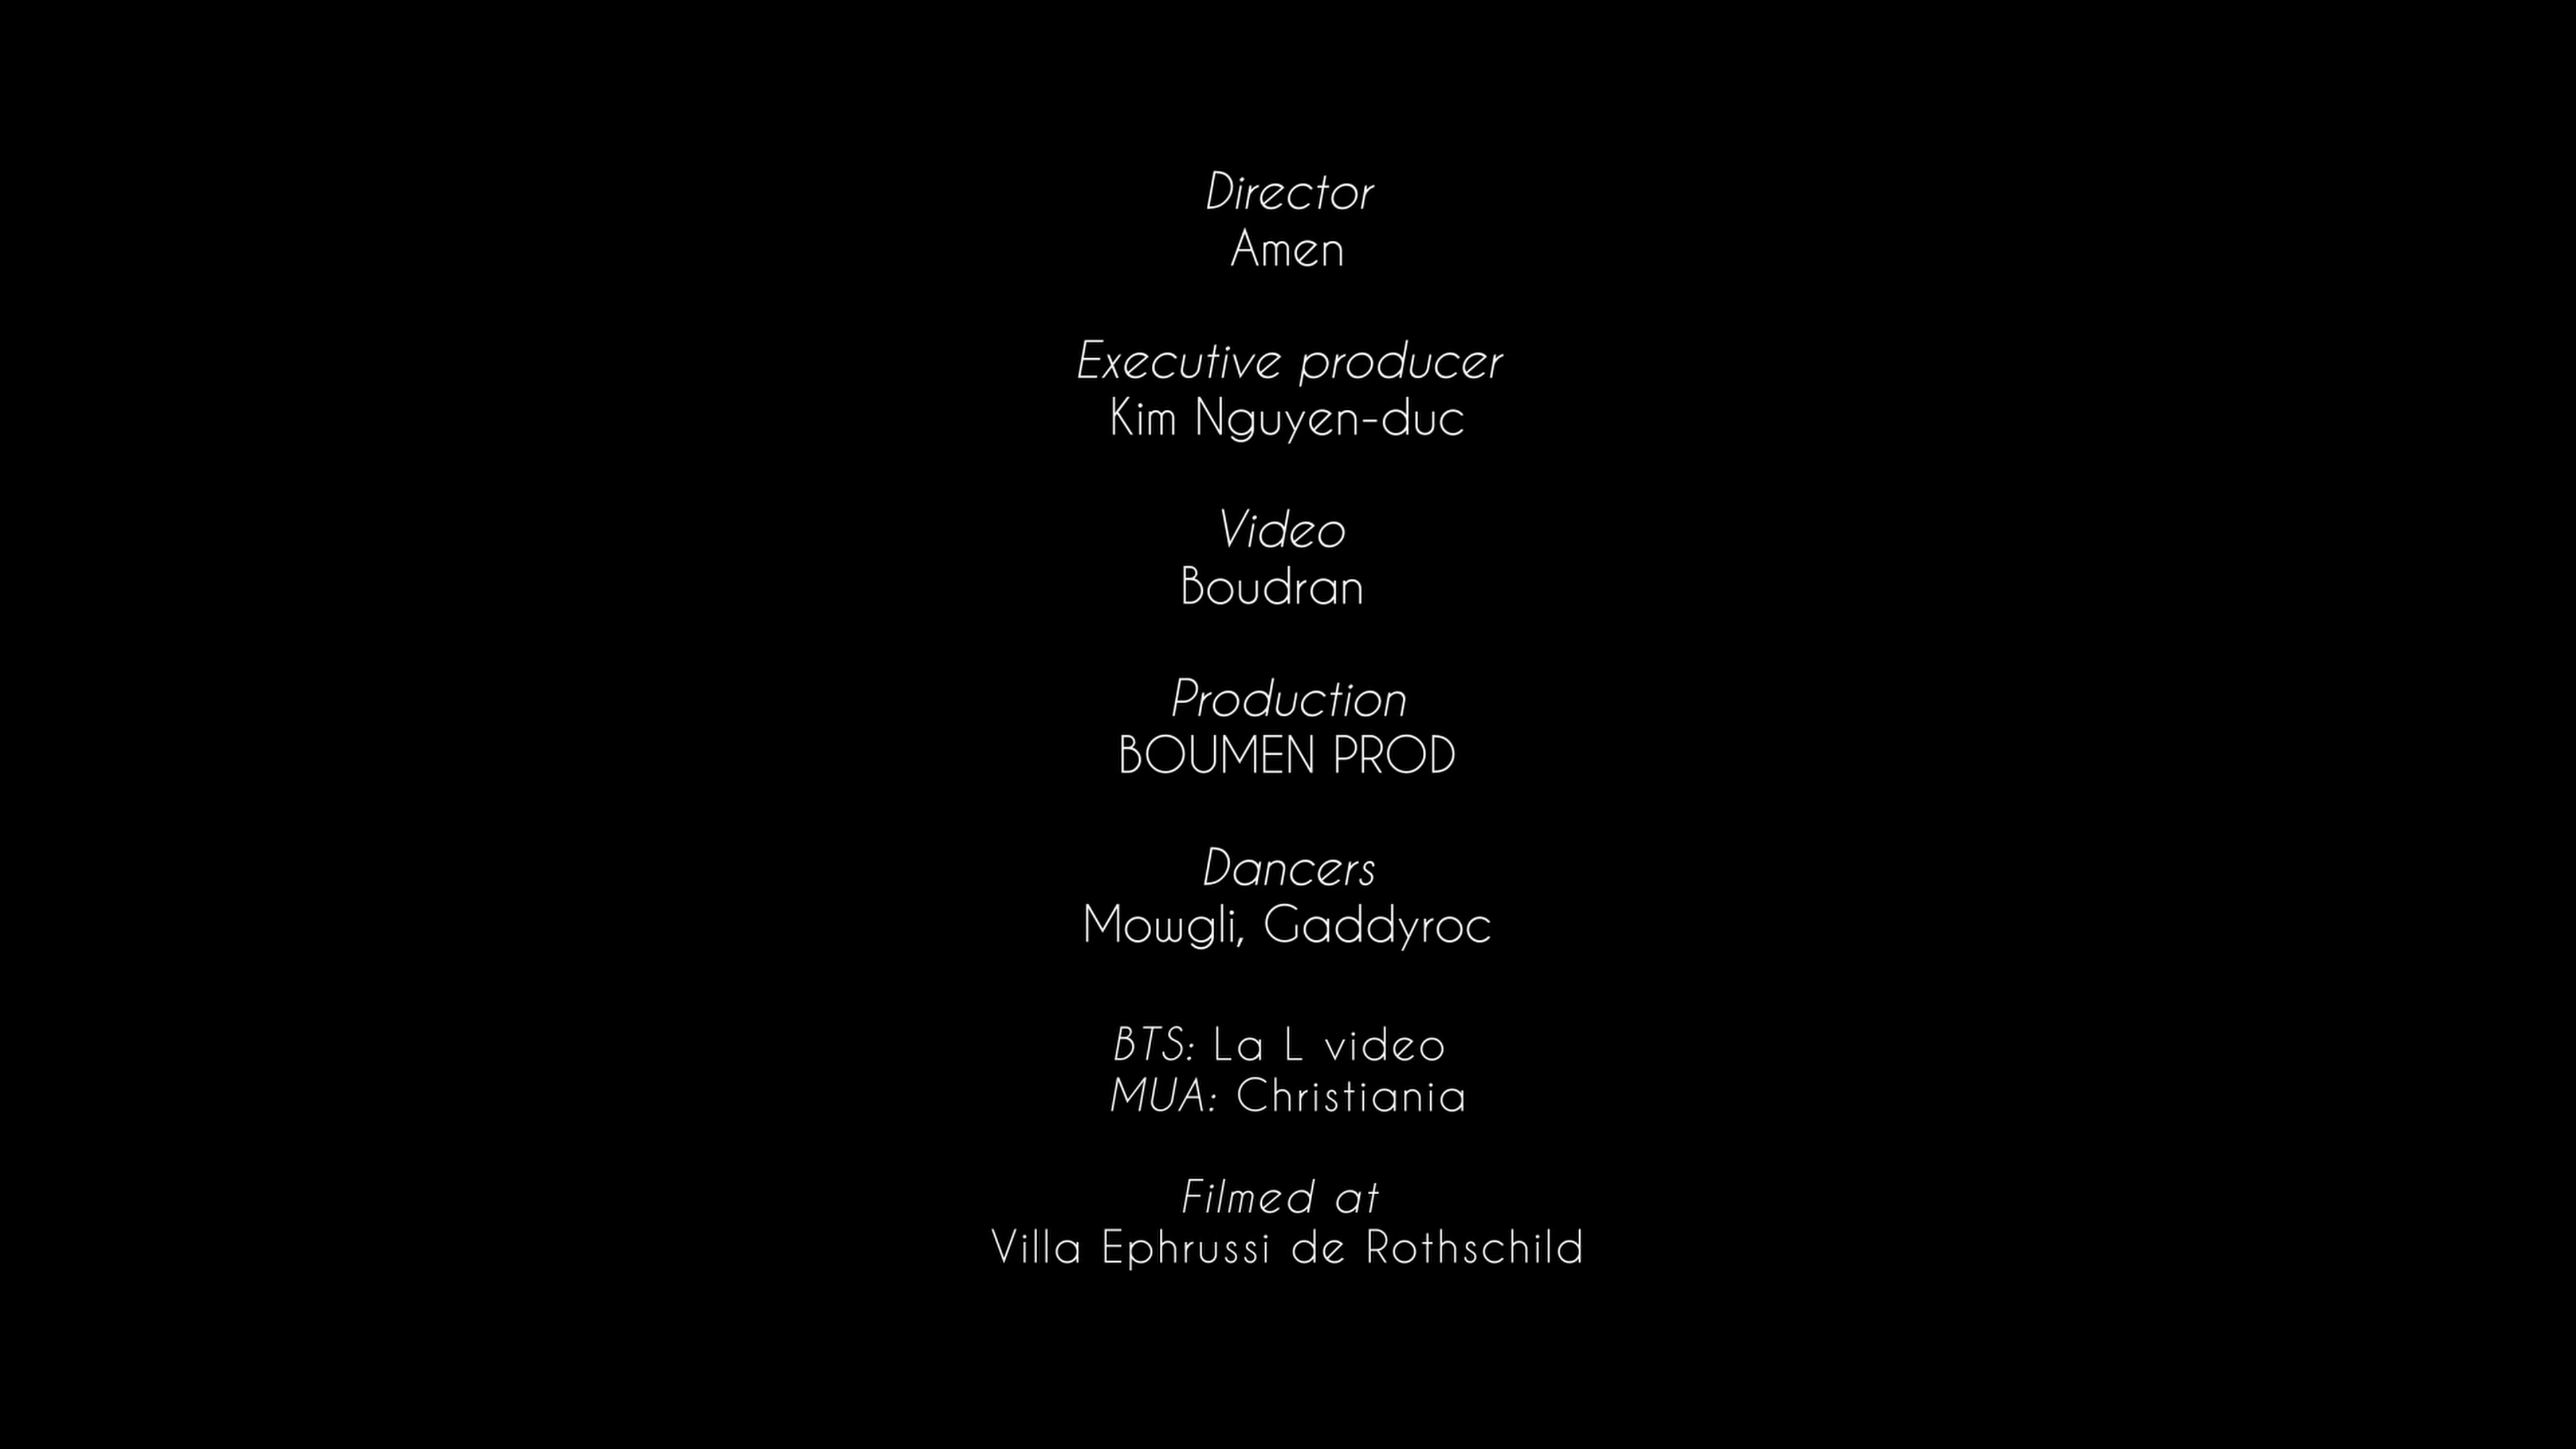 Director
Amen
Executive producer
Kim Nguyen-duc
Video
Boudran
Production
BOUMEN PROD
Dancers
Mowgli, Gaddyroc
BTS: La L video
MUA: Christiania
Filmed at
Villa Ephrussi de Rothschild